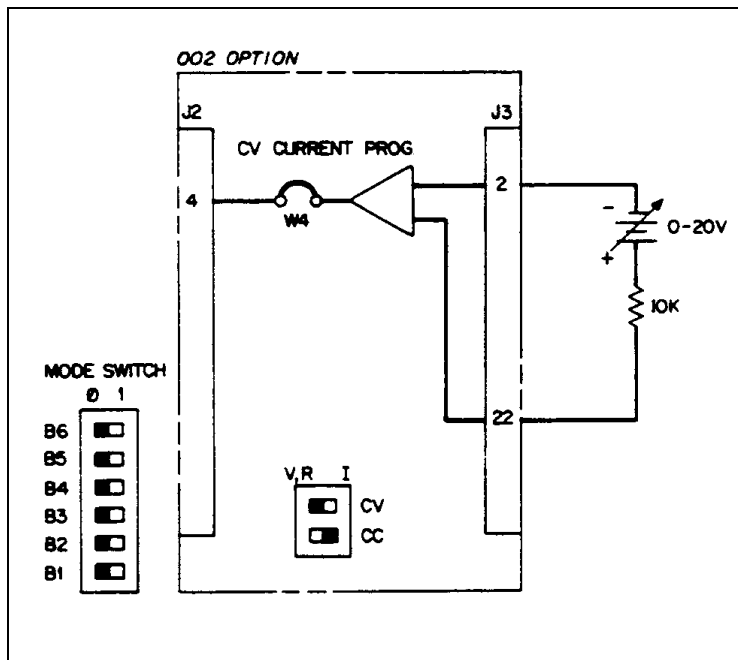 002 OPTION
J2
J3
CV CURRENT PROG.
4
2
W4
-
0-20V
+
10K
MODE SWITCH
0 1
B6
B5
B4
B3
B2
B1
22
V,R I
CV
CC